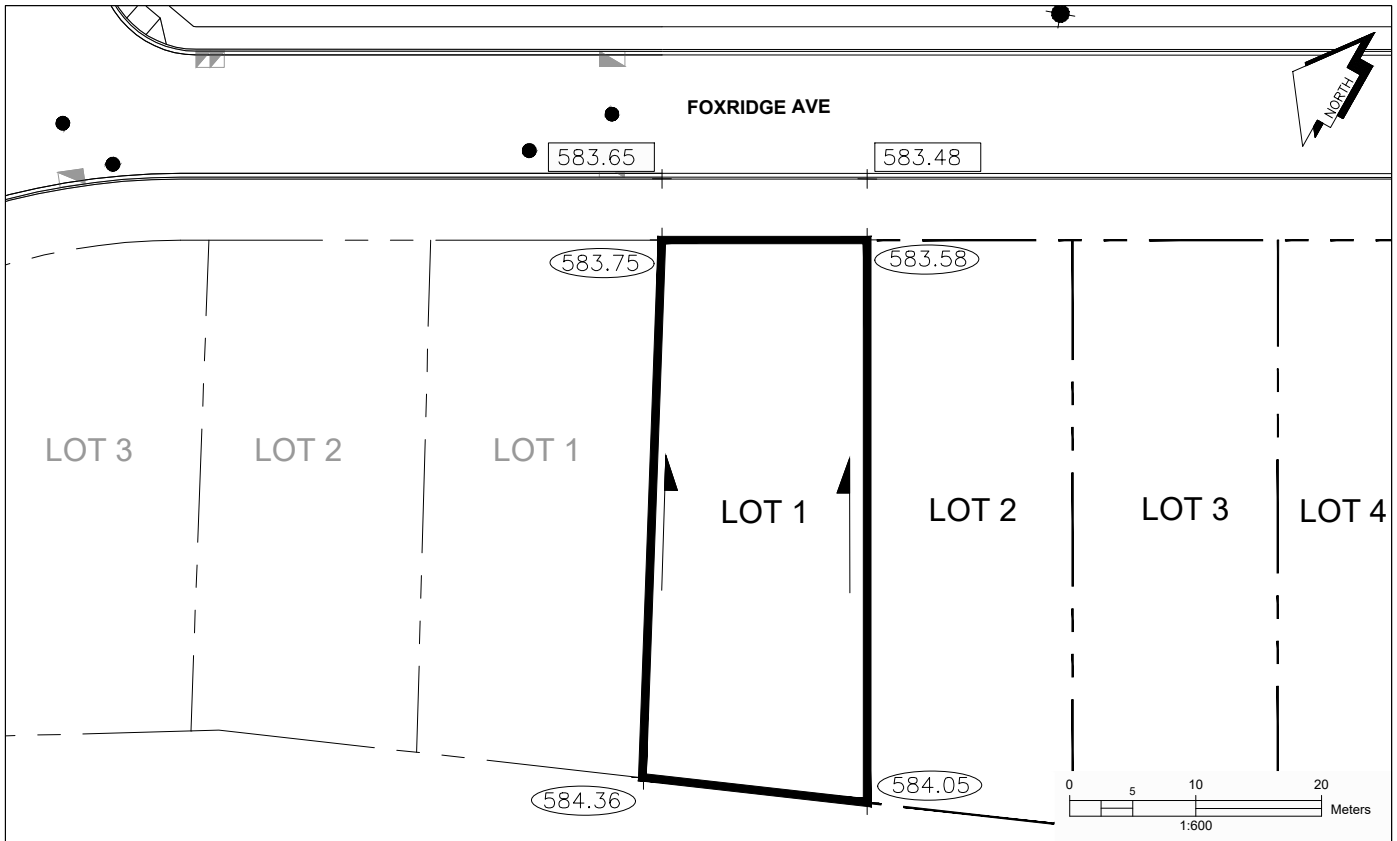 FOXRIDGE AVE
NORTH
583.65
583.48
583.75
583.58
LOT 3
LOT 2
LOT 1
LOT 1
LOT 2
LOT 3
LOT 4
584.36
584.05
0 5 10 20
Meters
1:600